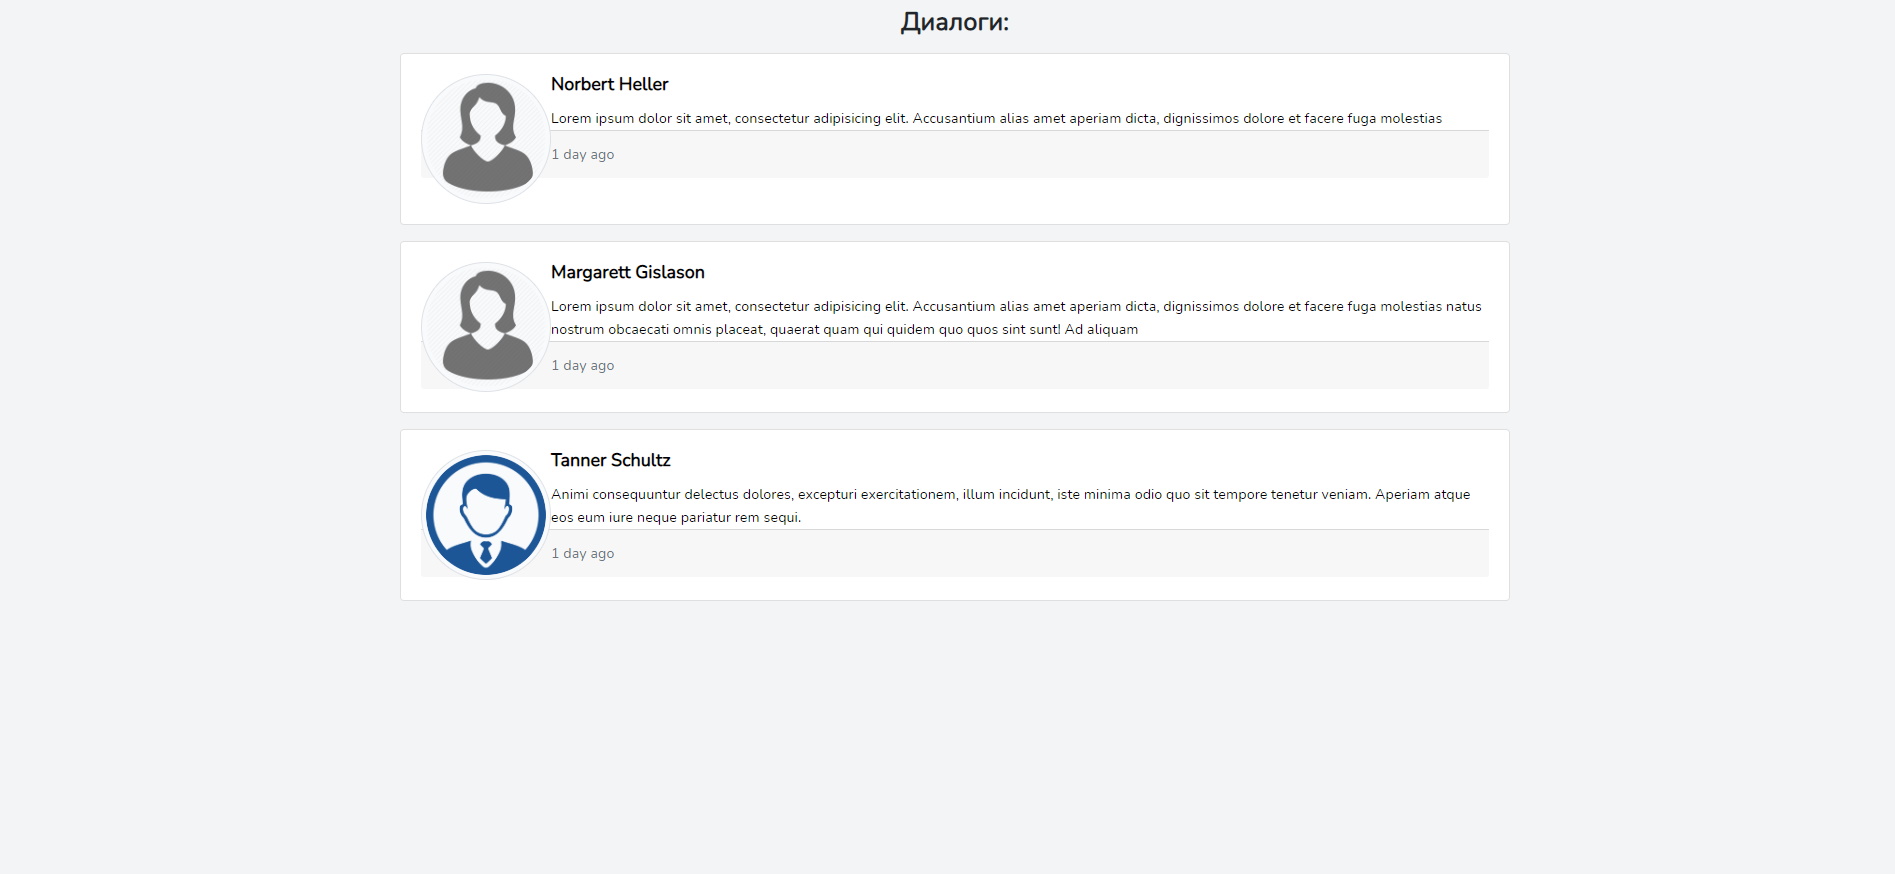 Диалоги:
Norbert Heller
Lorem ipsum dolor sit amet, consectetur adipisicing elit. Accusantium alias amet aperiam dicta, dignissimos dolore et facere fuga molestias
1 day ago
Margarett Gislason
Lorem ipsum dolor sit amet, consectetur adipisicing elit. Accusantium alias amet aperiam dicta, dignissimos dolore et facere fuga molestias natus
nostrum obcaecati omnis placeat, quaerat quam qui quidem quo quos sint sunt! Ad aliquam
1 day ago
Tanner Schultz
Animi consequuntur delectus dolores, excepturi exercitationem, illum incidunt, iste minima odio quo sit tempore tenetur veniam. Aperiam atque
eos eum iure neque pariatur rem sequi.
1 day ago